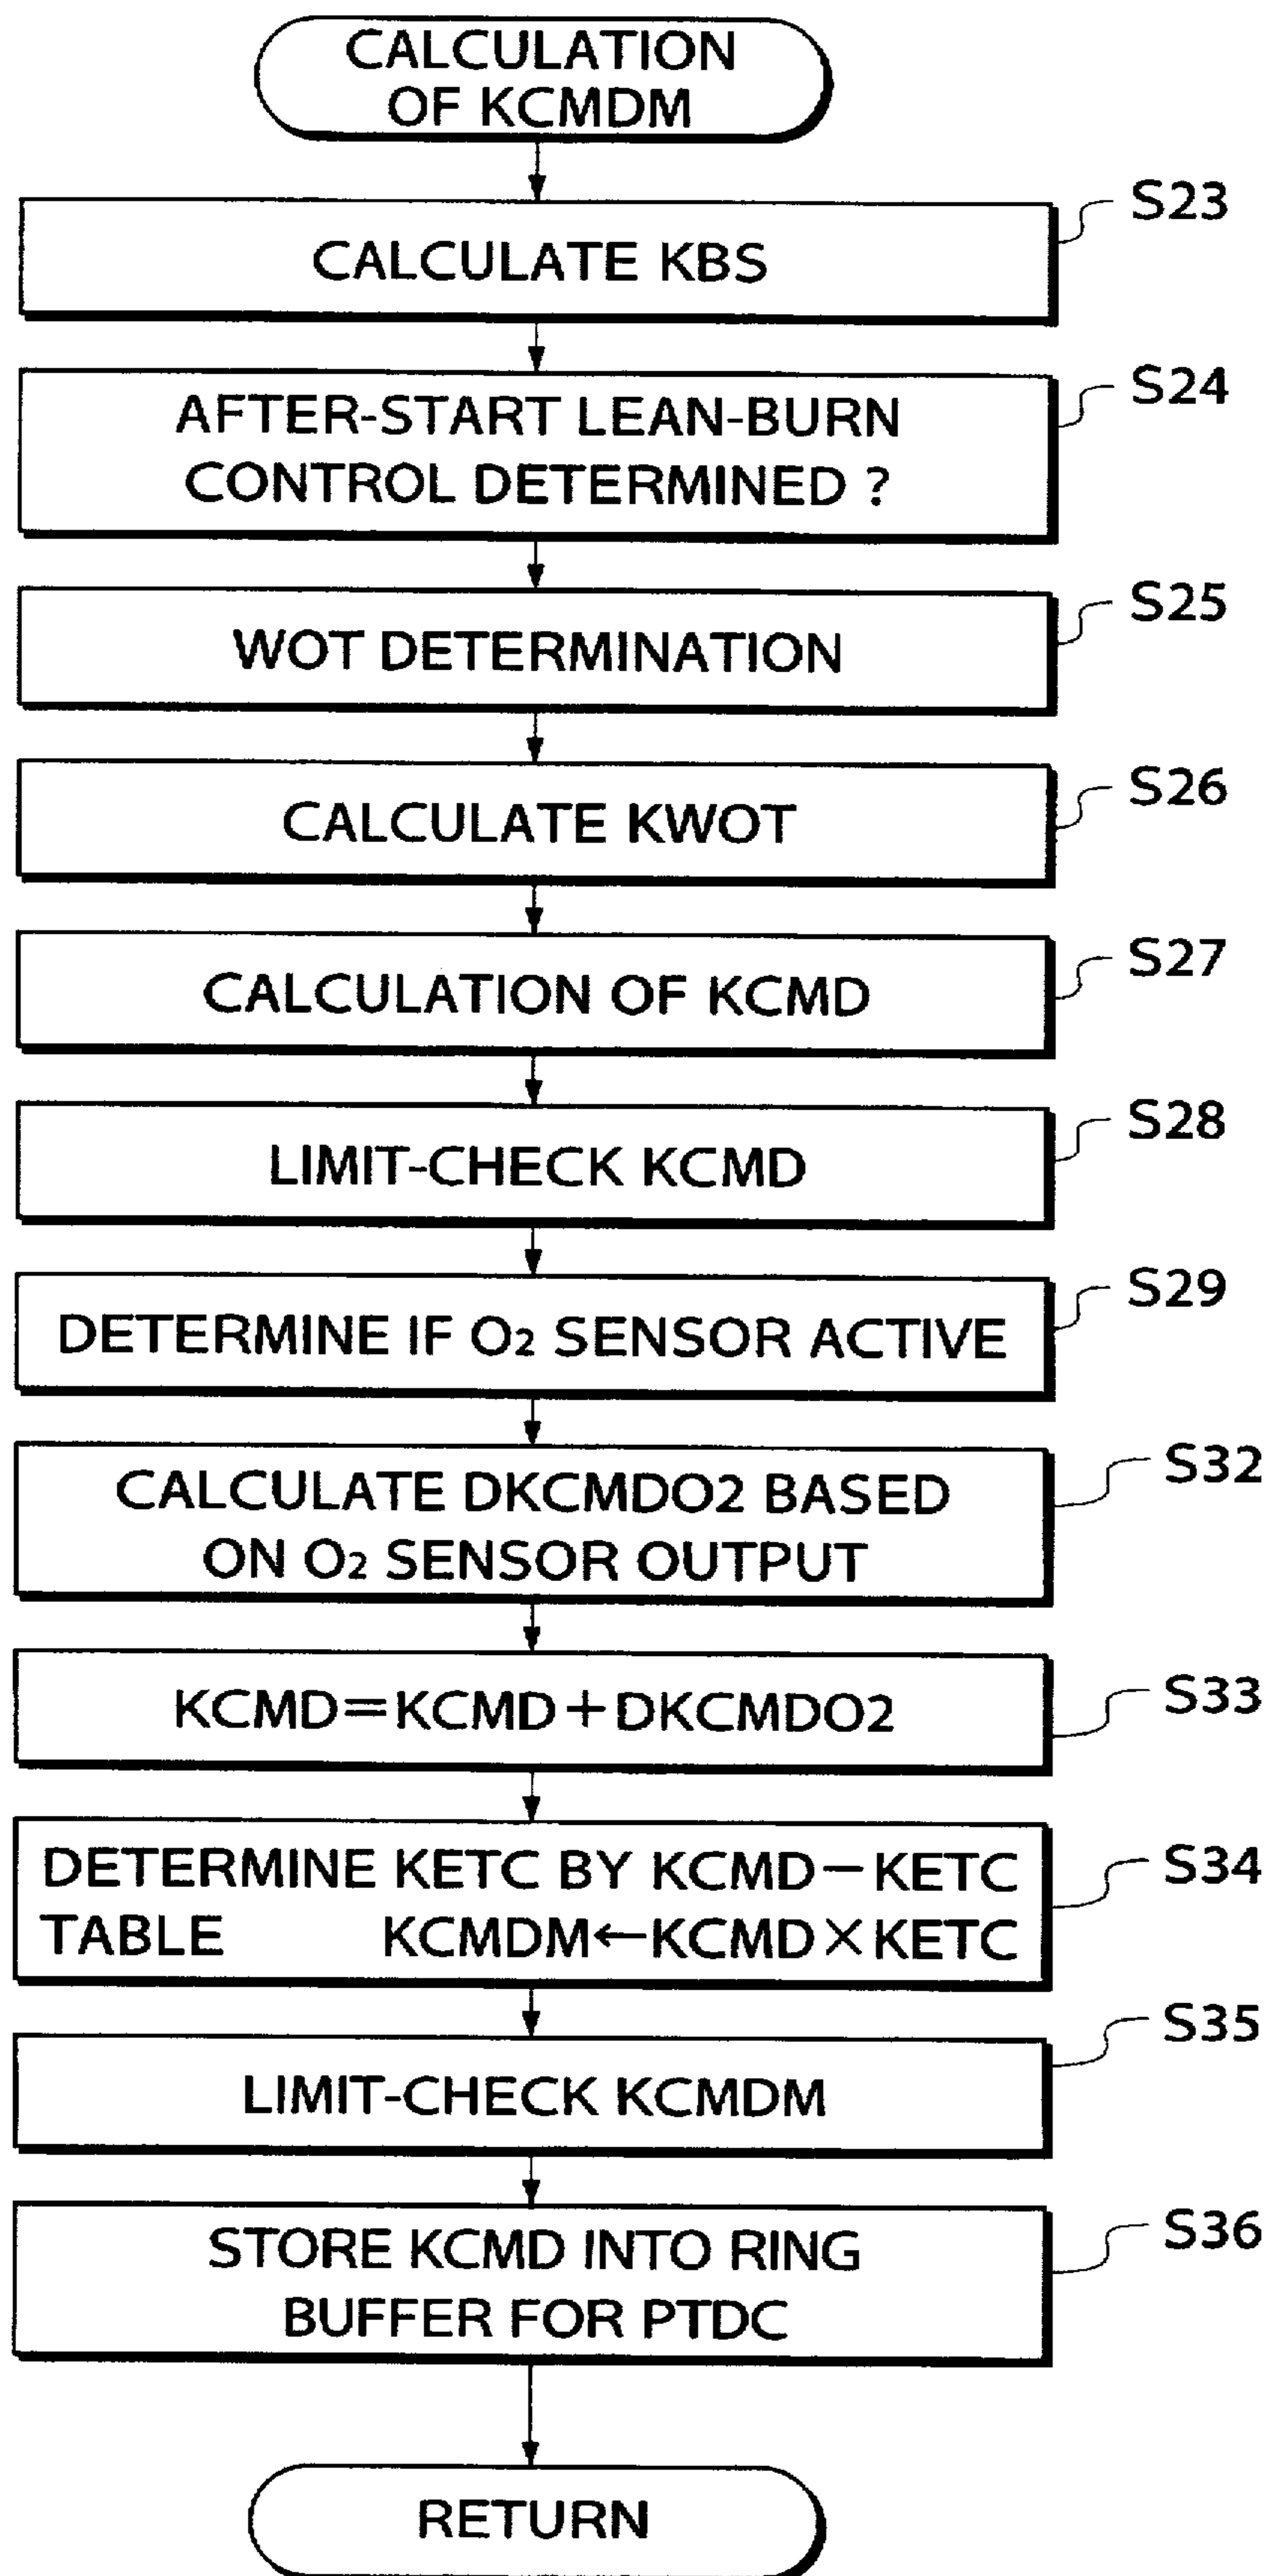 CALCULATION
OF KCMDM
S23
CALCULATE KBS
S24
AFTER-START LEAN-BURN
CONTROL DETERMINED ?
S25
WOT DETERMINATION
S26
CALCULATE KWOT
S27
CALCULATION OF KCMD
S28
LIMIT-CHECK KCMD
S29
DETERMINE IF O₂ SENSOR ACTIVE
S32
CALCULATE DKCMDO2 BASED
ON O₂ SENSOR OUTPUT
S33
KCMD=KCMD+DKCMDO2
S34
DETERMINE KETC BY KCMD−KETC
TABLE KCMDM←KCMD×KETC
S35
LIMIT-CHECK KCMDM
S36
STORE KCMD INTO RING
BUFFER FOR PTDC
RETURN